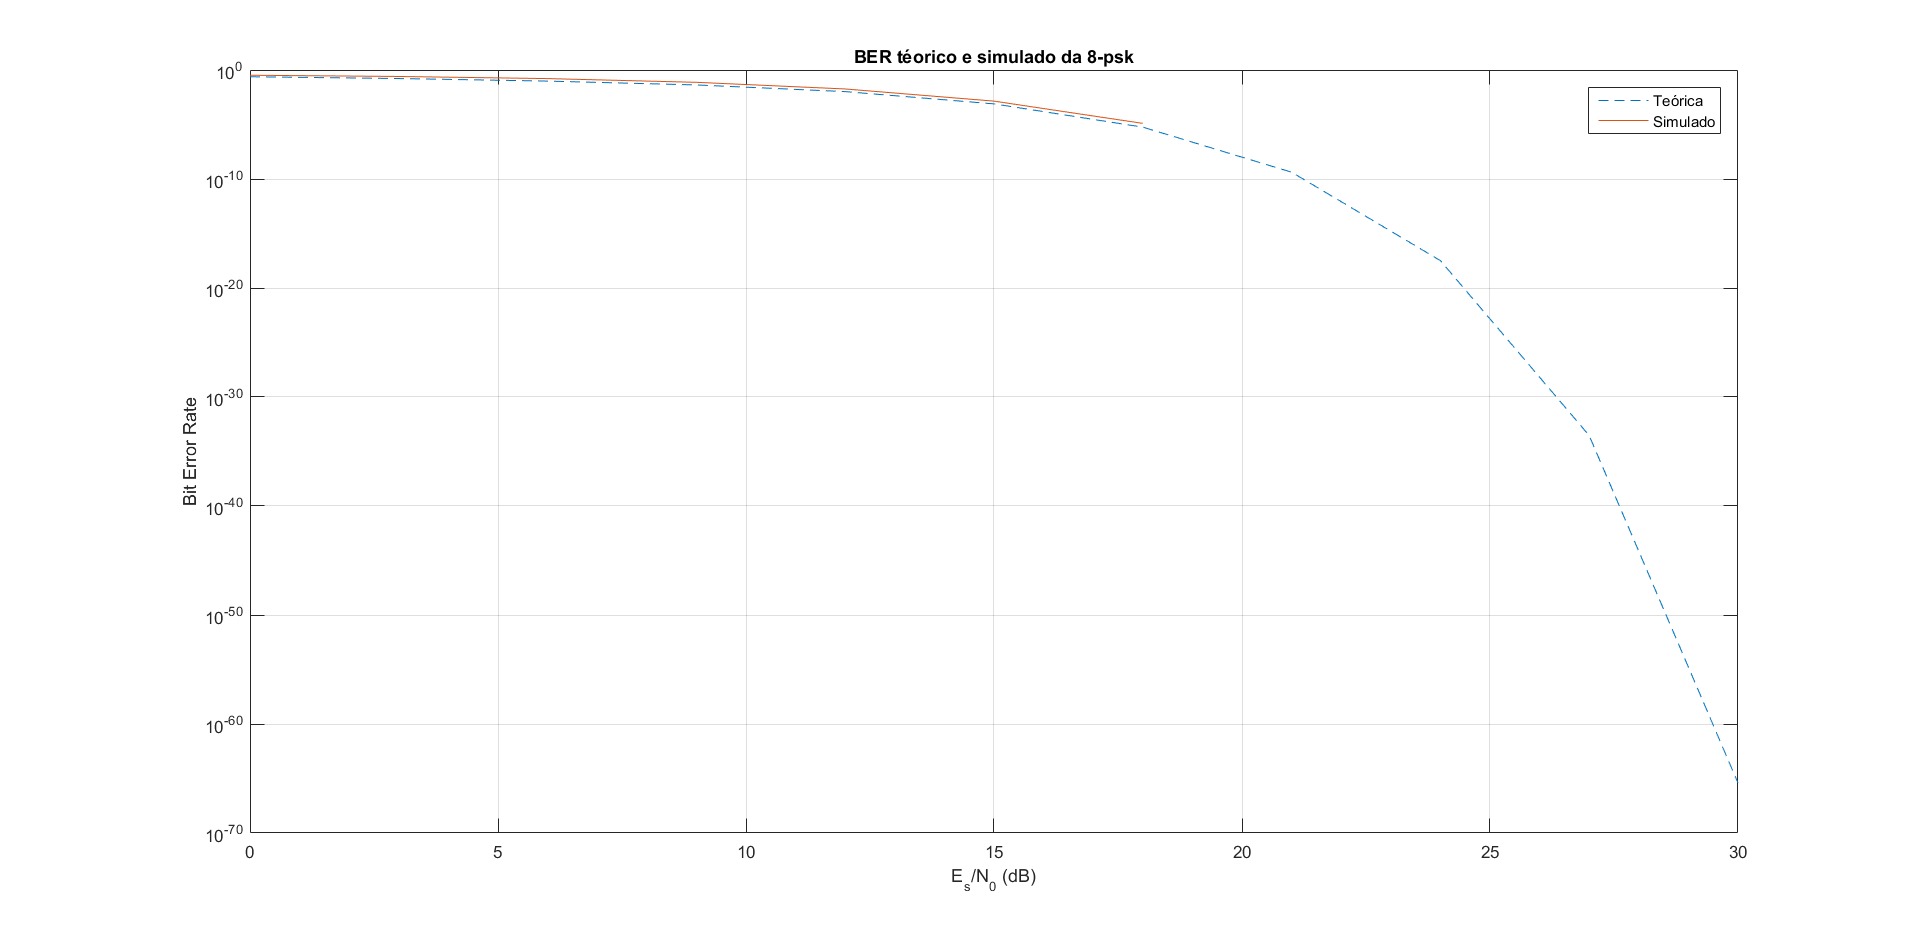 BER téorico e simulado da 8-psk
Teórica
Simulado
Bit Error Rate
10^0
10^-10
10^-20
10^-30
10^-40
10^-50
10^-60
10^-70
0 5 10 15 20 25 30
E_s/N_0 (dB)